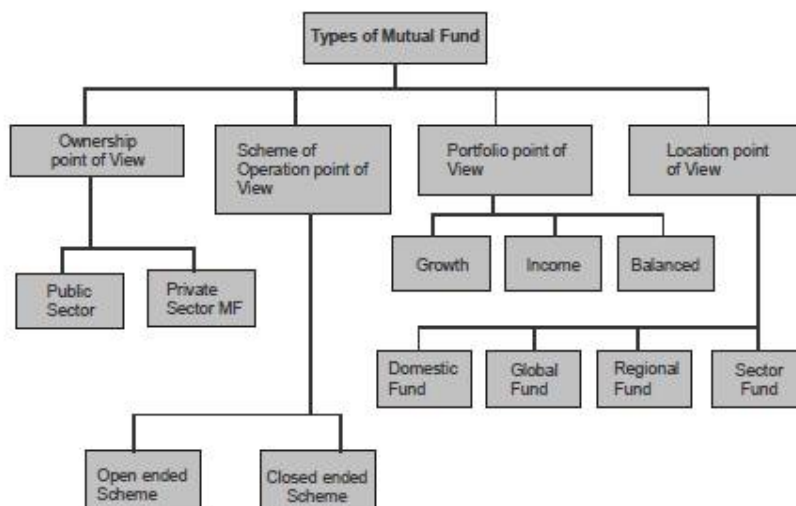 Types of Mutual Fund
Ownership
point of View
Scheme of
Operation point of
View
Portfolio point of
View
Location point
of View
Public
Sector
Private
Sector MF
Growth
Income
Balanced
Domestic
Fund
Global
Fund
Regional
Fund
Sector
Fund
Open ended
Scheme
Closed ended
Scheme